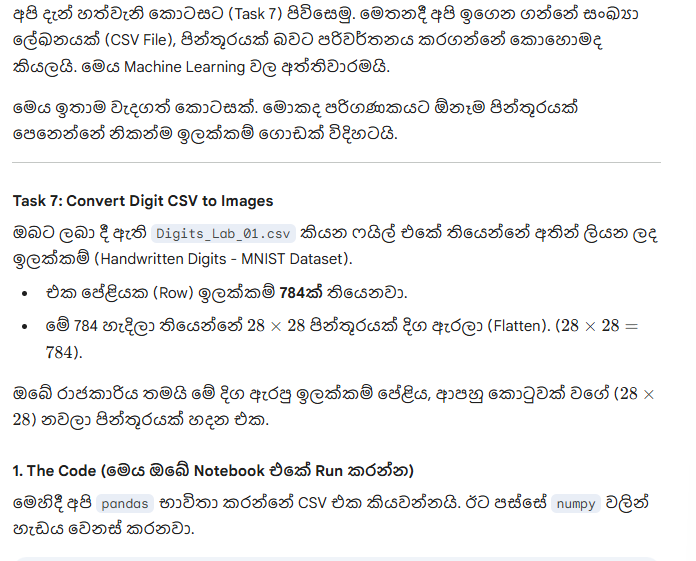 අපි දැන් හත්වැනි කොටසට (Task 7) පිවිසෙමු. මෙතනදී අපි ඉගෙන ගන්නේ සංඛ්‍යා
ලේඛනයක් (CSV File), පින්තූරයක් බවට පරිවර්තනය කරගන්නේ කොහොමද
කියලයි. මෙය Machine Learning වල අත්තිවාරමයි.
මෙය ඉතාම වැදගත් කොටසක්. මොකද පරිගණකයට ඕනෑම පින්තූරයක්
පෙනෙන්නේ නිකන්ම ඉලක්කම් ගොඩක් විදිහටයි.
Task 7: Convert Digit CSV to Images
ඔබට ලබා දී ඇති Digits_Lab_01.csv කියන ෆයිල් එකේ තියෙන්නේ අතින් ලියන ලද
ඉලක්කම් (Handwritten Digits - MNIST Dataset).
• එක පේළියක (Row) ඉලක්කම් 784ක් තියෙනවා.
• මේ 784 හැදිලා තියෙන්නේ 28 × 28 පින්තූරයක් දිග ඇරලා (Flatten). (28 × 28 =
784).
ඔබේ රාජකාරිය තමයි මේ දිග ඇරපු ඉලක්කම් පේළිය, ආපහු කොටුවක් වගේ (28 ×
28) නවලා පින්තූරයක් හදන එක.
1. The Code (මෙය ඔබේ Notebook එකේ Run කරන්න)
මෙහිදී අපි pandas භාවිතා කරන්නේ CSV එක කියවන්නයි. ඊට පස්සේ numpy වලින්
හැඩය වෙනස් කරනවා.